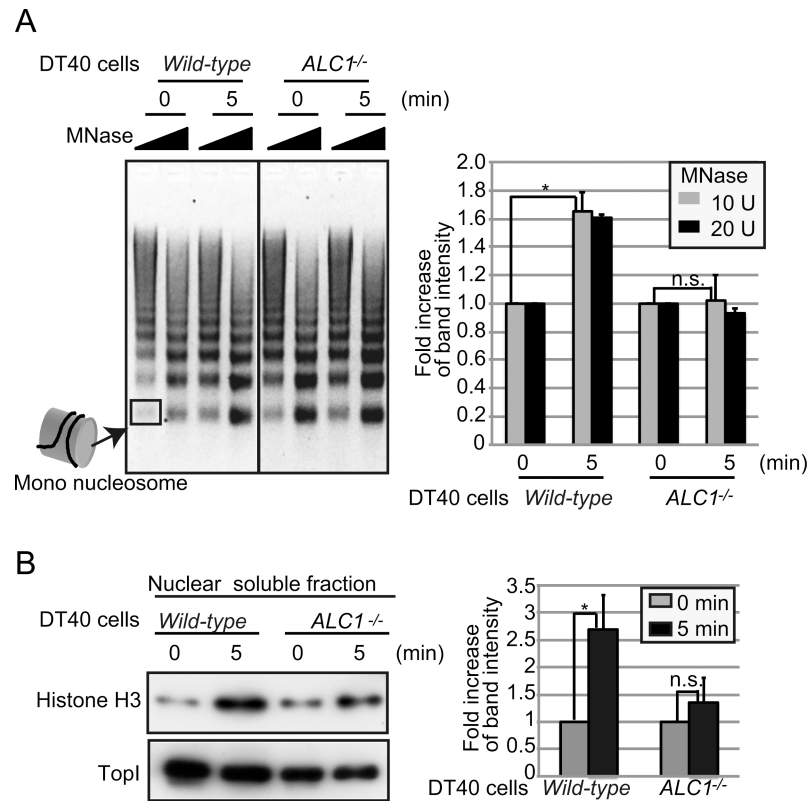 A
DT40 cells Wild-type ALC1-/-
0 5 0 5 (min)
MNase
Mono nucleosome
Fold increase
of band intensity
2.0
1.8
1.6
1.4
1.2
1.0
0.8
0.6
0.4
0.2
0
MNase
10 U
20 U
*
n.s.
0 5 0 5 (min)
DT40 cells Wild-type ALC1-/-
B
Nuclear soluble fraction
DT40 cells Wild-type ALC1-/-
0 5 0 5 (min)
Histone H3
TopI
Fold increase
of band intensity
3.5
3
2.5
2
1.5
1
0.5
0
0 min
5 min
*
n.s.
DT40 cells Wild-type ALC1-/-